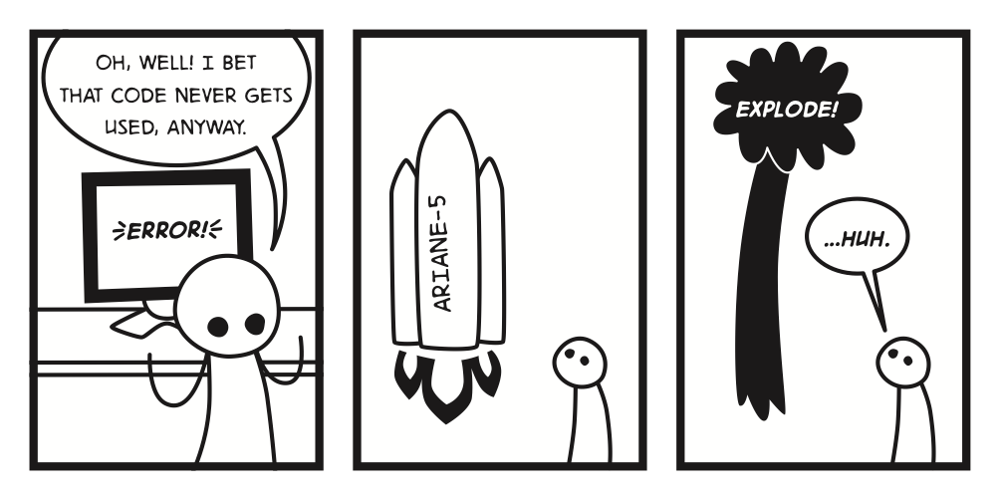 OH, WELL! I BET
THAT CODE NEVER GETS
USED, ANYWAY.
ERROR!
ARIANE-5
EXPLODE!
...HUH.